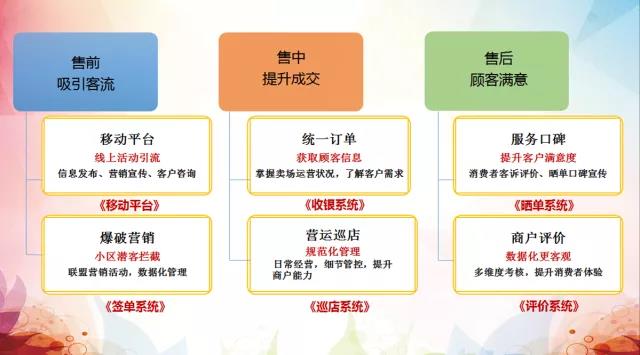 售前
吸引客流
移动平台
线上活动引流
信息发布、营销宣传、客户咨询
《移动平台》
爆破营销
小区潜客拦截
联盟营销活动，数据化管理
《签单系统》
售中
提升成交
统一订单
获取顾客信息
掌握卖场运营状况，了解客户需求
《收银系统》
营运巡店
规范化管理
日常经营，细节管控，提升
商户能力
《巡店系统》
售后
顾客满意
服务口碑
提升客户满意度
消费者客诉评价、晒单口碑宣传
《晒单系统》
商户评价
数据化更客观
多维度考核，提升消费者体验
《评价系统》